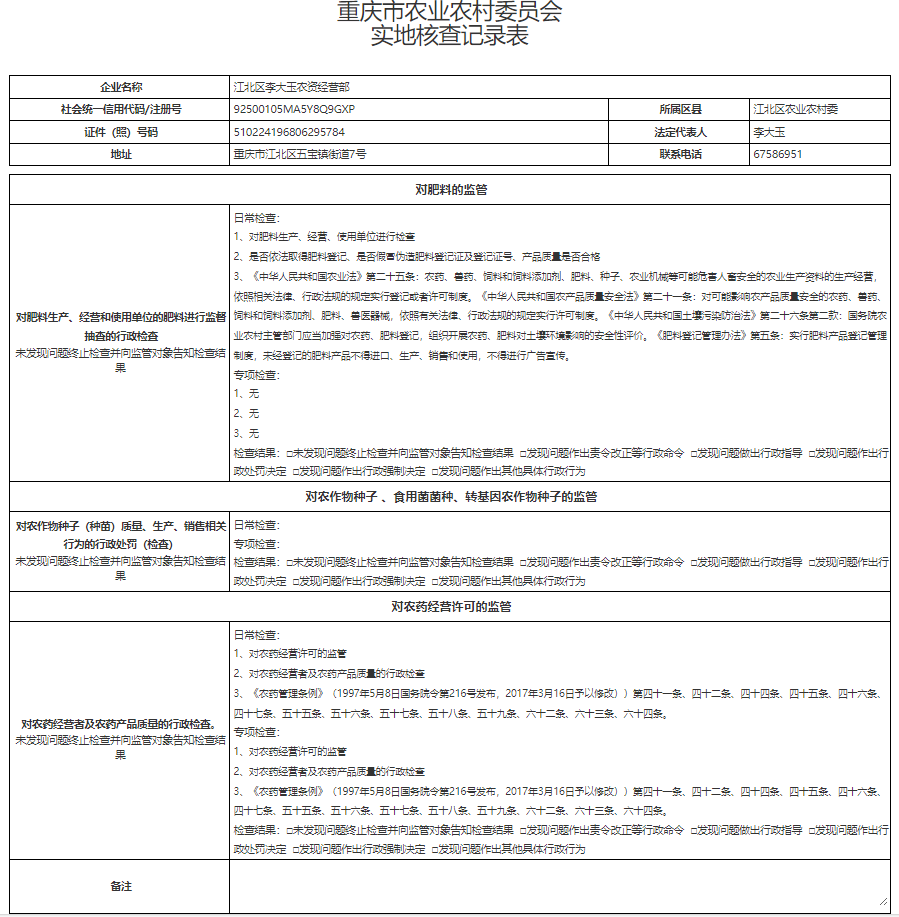 重庆市农业农村委员会
实地核查记录表
企业名称 江北区李大玉农资经营部
社会统一信用代码/注册号 92500105MA5Y8Q9GXP 所属区县 江北区农业农村委
证件（照）号码 510224196806295784 法定代表人 李大玉
地址 重庆市江北区五宝镇街道7号 联系电话 67586951
对肥料的监管
对肥料生产、经营和使用单位的肥料进行监督
抽查的行政检查
未发现问题终止检查并向监管对象告知检查结
果
日常检查：
1、对肥料生产、经营、使用单位进行检查
2、是否依法取得肥料登记、是否假冒伪造肥料登记证及登记证号、产品质量是否合格
3、《中华人民共和国农业法》第二十五条：农药、兽药、饲料和饲料添加剂、肥料、种子、农业机械等可能危害人畜安全的农业生产资料的生产经营，
依照相关法律、行政法规的规定实行登记或者许可制度。《中华人民共和国农产品质量安全法》第二十一条：对可能影响农产品质量安全的农药、兽药、
饲料和饲料添加剂、肥料、兽医器械，依照有关法律、行政法规的规定实行许可制度。《中华人民共和国土壤污染防治法》第二十六条第二款：国务院农
业农村主管部门应当加强对农药、肥料登记，组织开展农药、肥料对土壤环境影响的安全性评价。《肥料登记管理办法》第五条：实行肥料产品登记管理
制度，未经登记的肥料产品不得进口、生产、销售和使用，不得进行广告宣传。
专项检查：
1、无
2、无
3、无
检查结果：□未发现问题终止检查并向监管对象告知检查结果 □发现问题作出责令改正等行政命令 □发现问题做出行政指导 □发现问题作出行
政处罚决定 □发现问题作出行政强制决定 □发现问题作出其他具体行政行为
对农作物种子 、食用菌菌种、转基因农作物种子的监管
对农作物种子（种苗）质量、生产、销售相关
行为的行政处罚（检查）
未发现问题终止检查并向监管对象告知检查结
果
日常检查：
专项检查：
检查结果：□未发现问题终止检查并向监管对象告知检查结果 □发现问题作出责令改正等行政命令 □发现问题做出行政指导 □发现问题作出行
政处罚决定 □发现问题作出行政强制决定 □发现问题作出其他具体行政行为
对农药经营许可的监管
对农药经营者及农药产品质量的行政检查。
未发现问题终止检查并向监管对象告知检查结
果
日常检查：
1、对农药经营许可的监管
2、对农药经营者及农药产品质量的行政检查
3、《农药管理条例》（1997年5月8日国务院令第216号发布，2017年3月16日予以修改））第四十一条、四十二条、四十四条、四十五条、四十六条、
四十七条、五十五条、五十六条、五十七条、五十八条、五十九条、六十二条、六十三条、六十四条。
专项检查：
1、对农药经营许可的监管
2、对农药经营者及农药产品质量的行政检查
3、《农药管理条例》（1997年5月8日国务院令第216号发布，2017年3月16日予以修改））第四十一条、四十二条、四十四条、四十五条、四十六条、
四十七条、五十五条、五十六条、五十七条、五十八条、五十九条、六十二条、六十三条、六十四条。
检查结果：□未发现问题终止检查并向监管对象告知检查结果 □发现问题作出责令改正等行政命令 □发现问题做出行政指导 □发现问题作出行
政处罚决定 □发现问题作出行政强制决定 □发现问题作出其他具体行政行为
备注